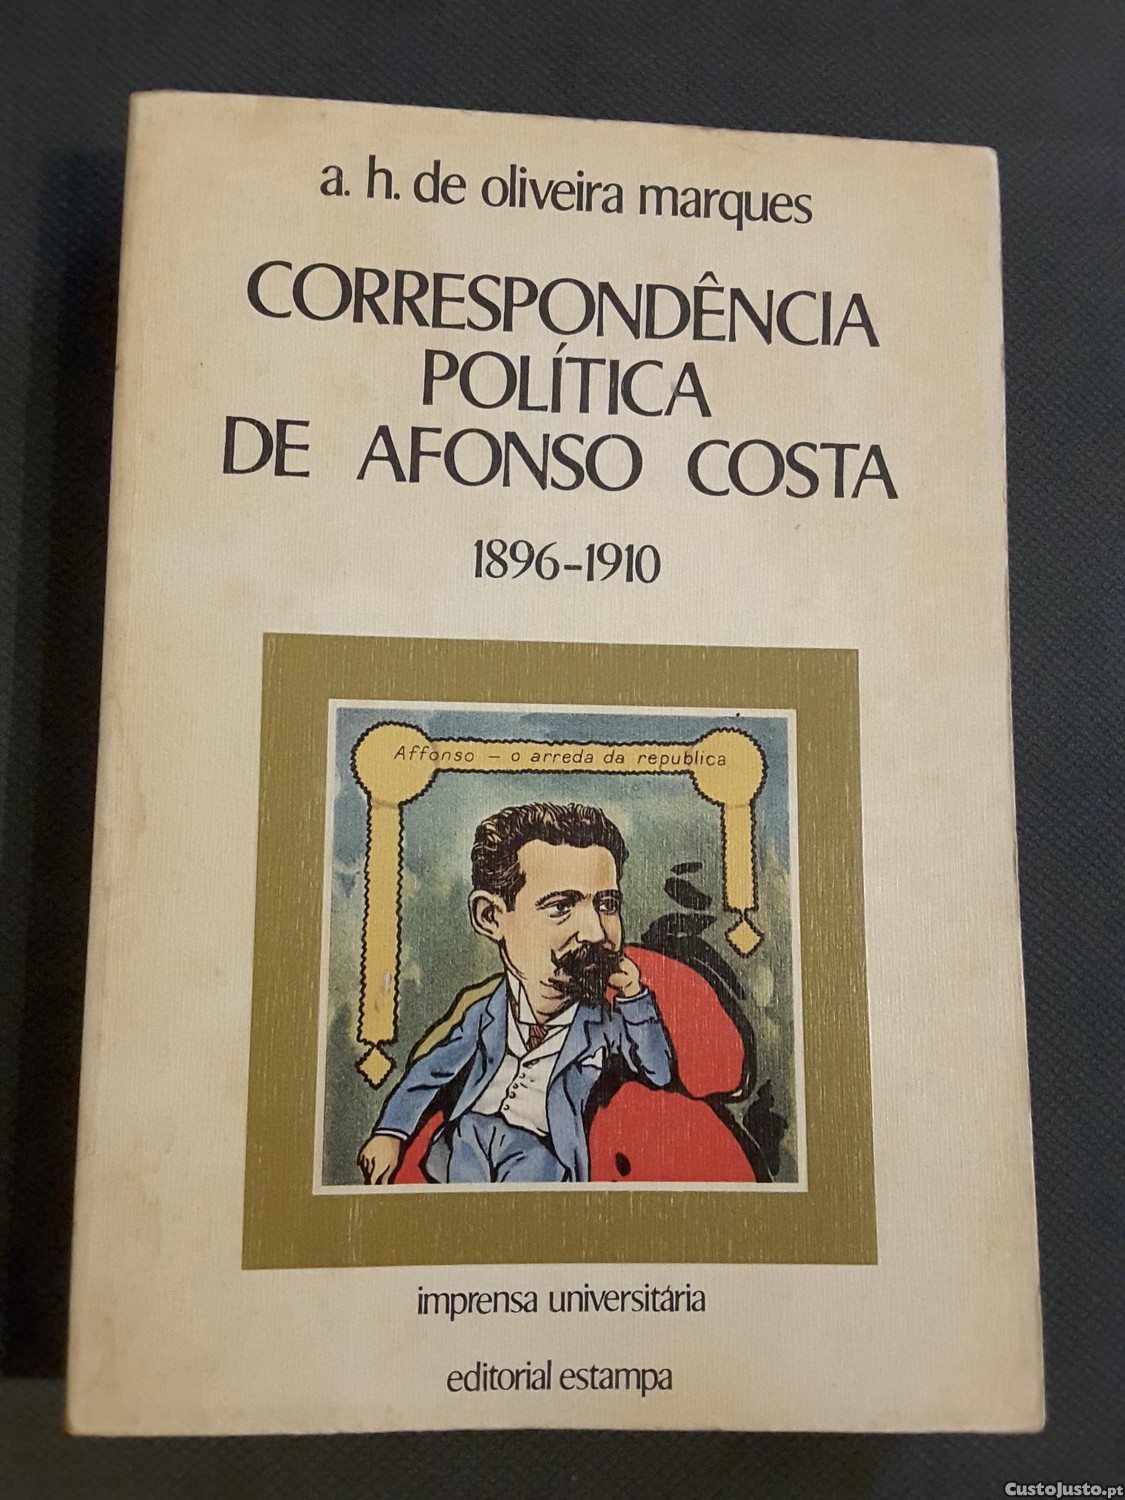 a. h. de oliveira marques
CORRESPONDÊNCIA
POLÍTICA
DE AFONSO COSTA
1896-1910
Affonso — o arreda da republica
imprensa universitária
editorial estampa
CustoJusto.pt